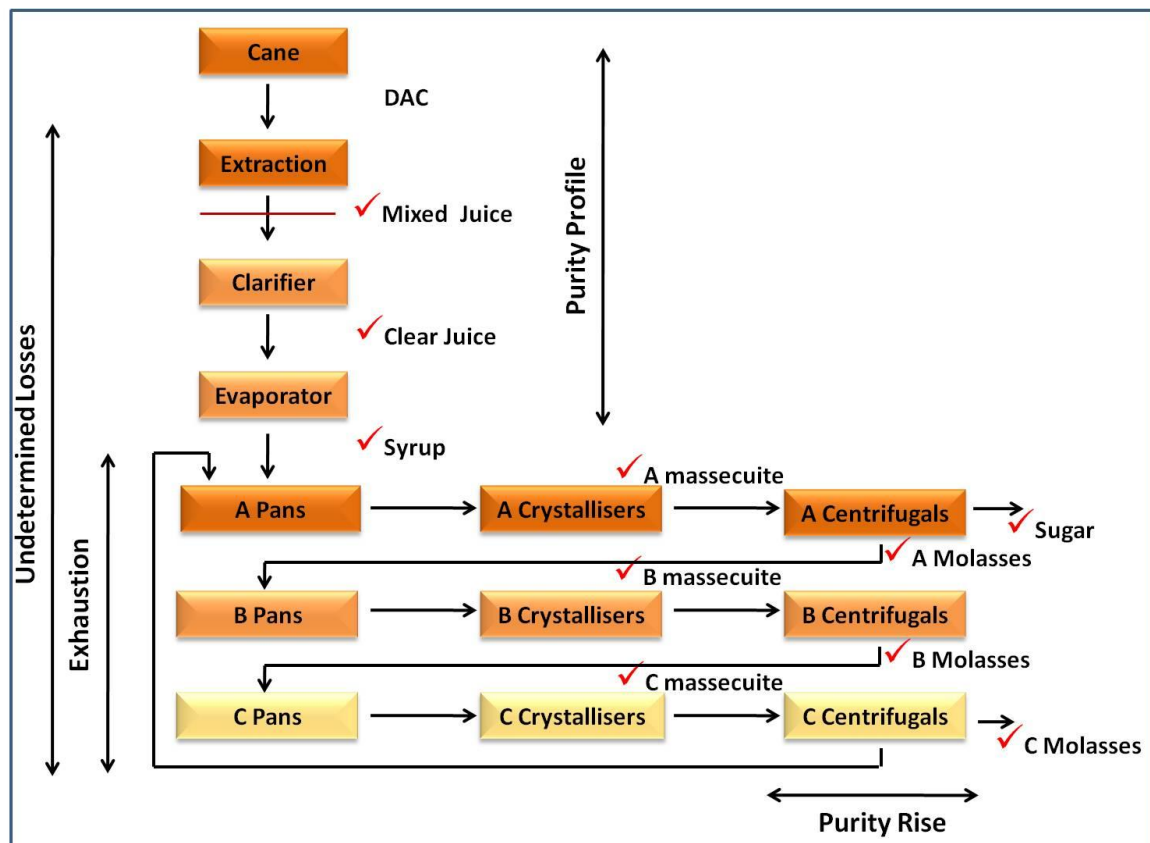 Cane
DAC
Extraction
Mixed Juice
Clarifier
Clear Juice
Evaporator
Syrup
Purity Profile
Undetermined Losses
Exhaustion
A massecuite
A Pans
A Crystallisers
A Centrifugals
Sugar
A Molasses
B massecuite
B Pans
B Crystallisers
B Centrifugals
B Molasses
C massecuite
C Pans
C Crystallisers
C Centrifugals
C Molasses
Purity Rise